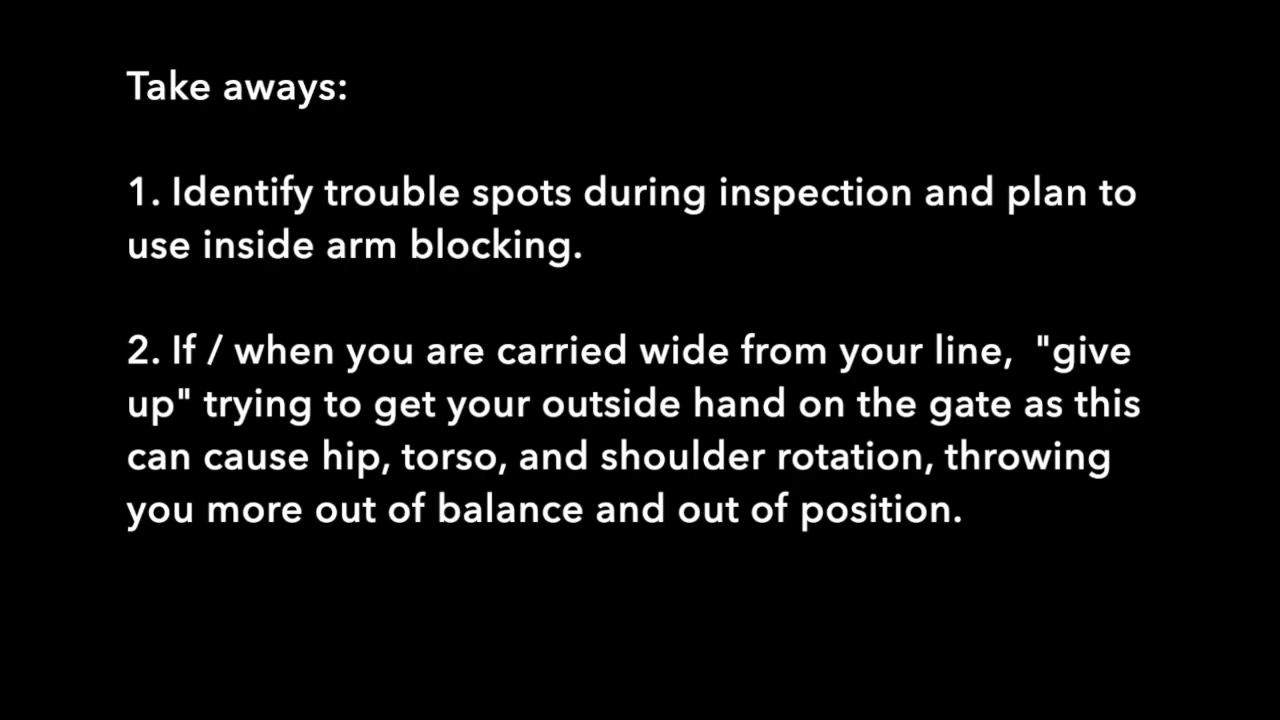 Take aways:
1. Identify trouble spots during inspection and plan to
use inside arm blocking.
2. If / when you are carried wide from your line,  "give
up" trying to get your outside hand on the gate as this
can cause hip, torso, and shoulder rotation, throwing
you more out of balance and out of position.